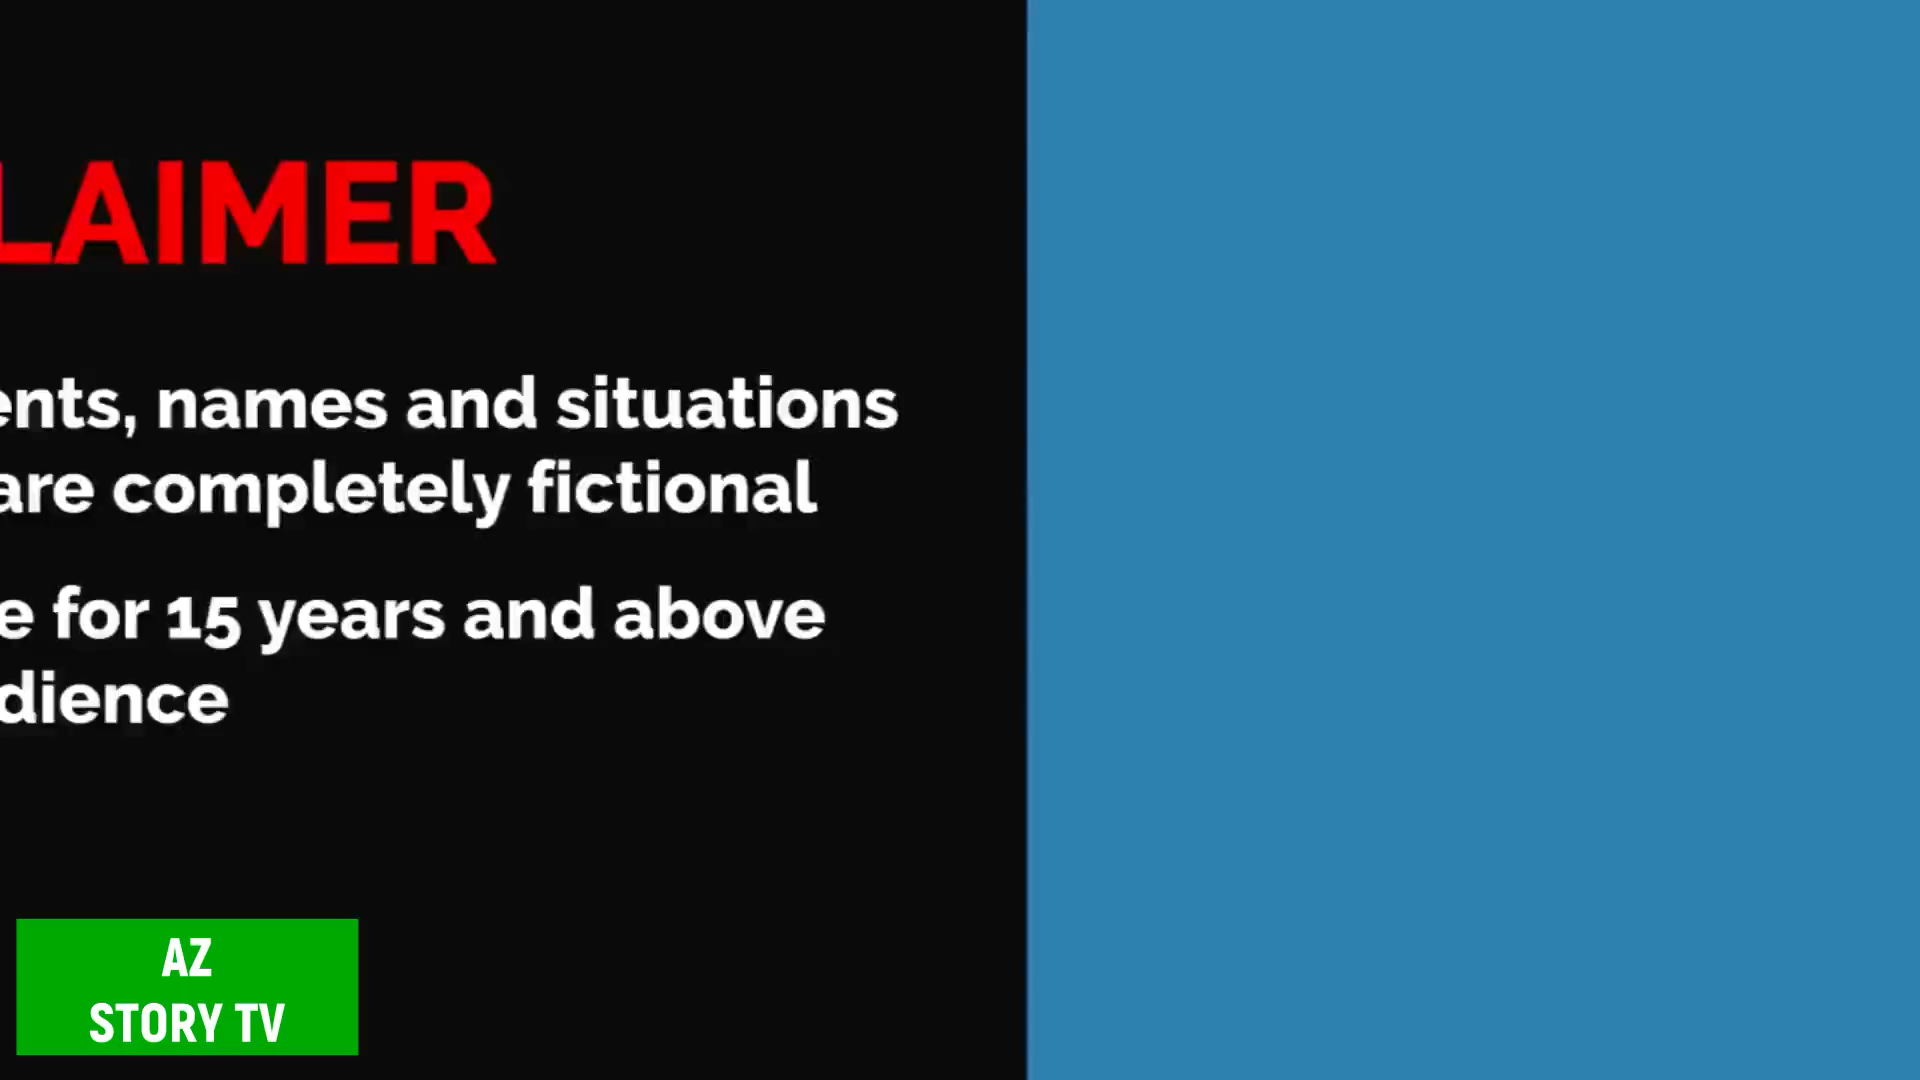 LAIMER
ents, names and situations
are completely fictional
e for 15 years and above
dience
AZ
STORY TV